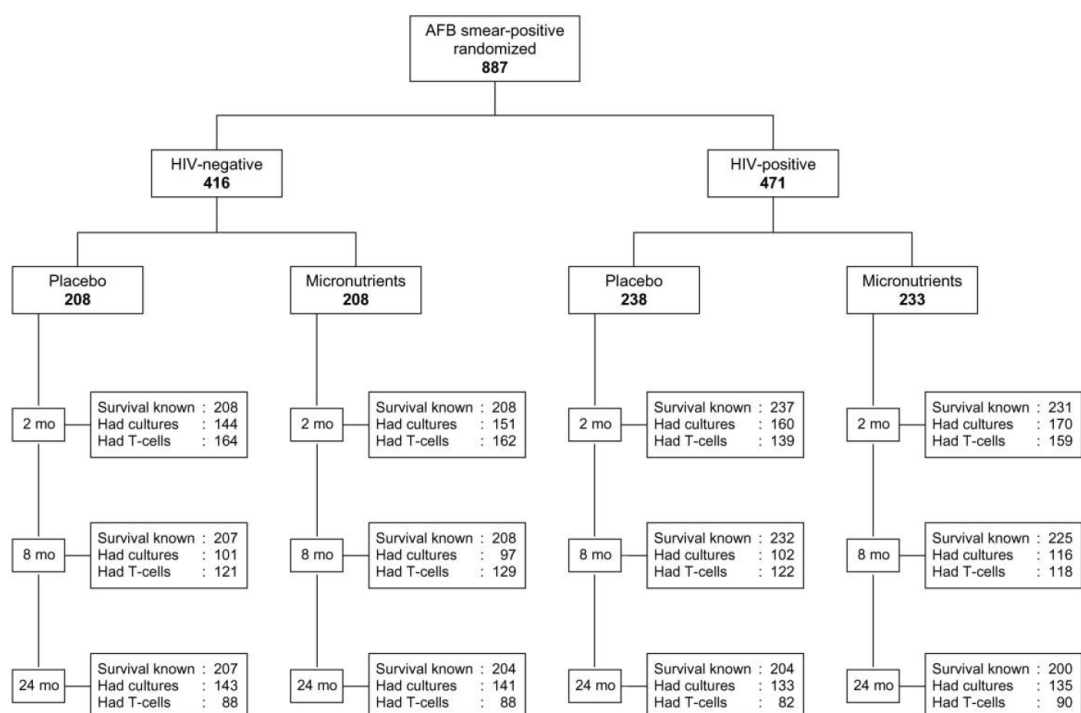 AFB smear-positive
randomized
887
HIV-negative
416
HIV-positive
471
Placebo
208
Micronutrients
208
Placebo
238
Micronutrients
233
2 mo
Survival known : 208
Had cultures : 144
Had T-cells : 164
2 mo
Survival known : 208
Had cultures : 151
Had T-cells : 162
2 mo
Survival known : 237
Had cultures : 160
Had T-cells : 139
2 mo
Survival known : 231
Had cultures : 170
Had T-cells : 159
8 mo
Survival known : 207
Had cultures : 101
Had T-cells : 121
8 mo
Survival known : 208
Had cultures : 97
Had T-cells : 129
8 mo
Survival known : 232
Had cultures : 102
Had T-cells : 122
8 mo
Survival known : 225
Had cultures : 116
Had T-cells : 118
24 mo
Survival known : 207
Had cultures : 143
Had T-cells : 88
24 mo
Survival known : 204
Had cultures : 141
Had T-cells : 88
24 mo
Survival known : 204
Had cultures : 133
Had T-cells : 82
24 mo
Survival known : 200
Had cultures : 135
Had T-cells : 90